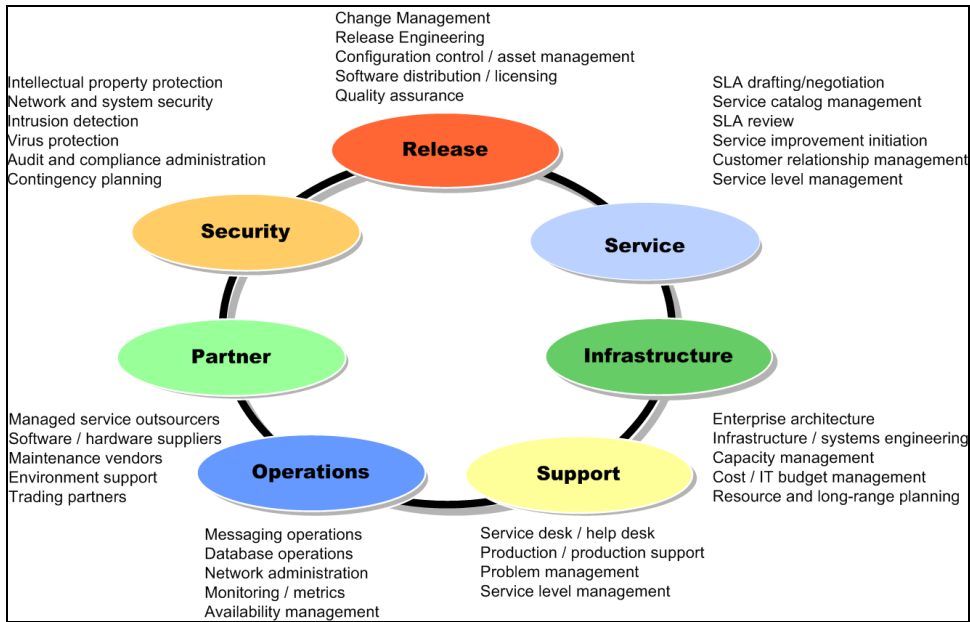 Change Management
Release Engineering
Configuration control / asset management
Software distribution / licensing
Quality assurance
Release
Intellectual property protection
Network and system security
Intrusion detection
Virus protection
Audit and compliance administration
Contingency planning
Security
SLA drafting/negotiation
Service catalog management
SLA review
Service improvement initiation
Customer relationship management
Service level management
Service
Partner
Managed service outsourcers
Software / hardware suppliers
Maintenance vendors
Environment support
Trading partners
Infrastructure
Enterprise architecture
Infrastructure / systems engineering
Capacity management
Cost / IT budget management
Resource and long-range planning
Operations
Messaging operations
Database operations
Network administration
Monitoring / metrics
Availability management
Support
Service desk / help desk
Production / production support
Problem management
Service level management